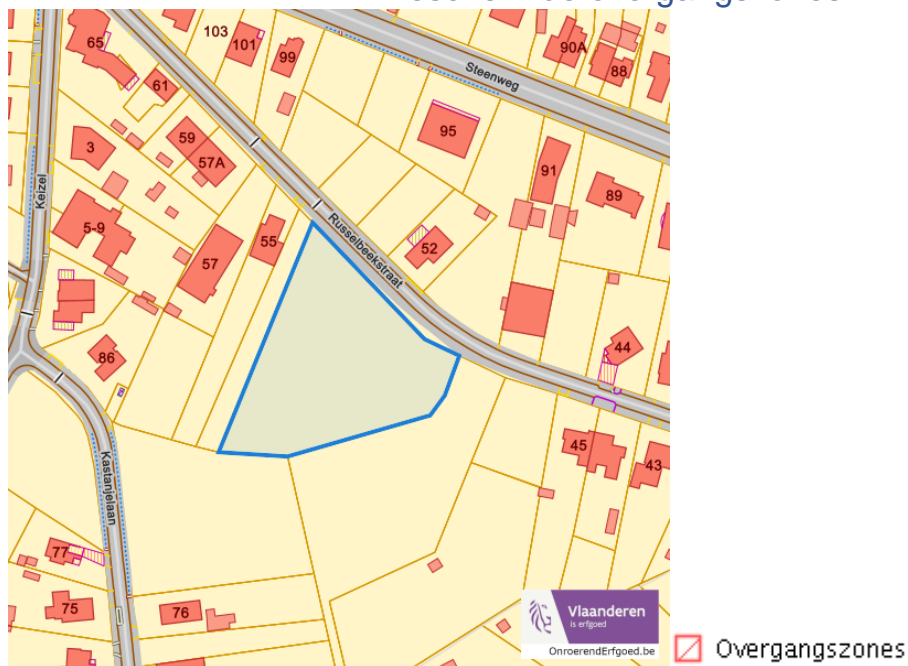 65
103
101
99
90A
88
Steenweg
61
95
59
57A
3
91
89
Keizel
5-9
55
Russelbeekstraat
52
57
86
44
45
43
Kastanjelaan
77
75
76
Vlaanderen
is erfgoed
OnroerendErfgoed.be
Overgangszones